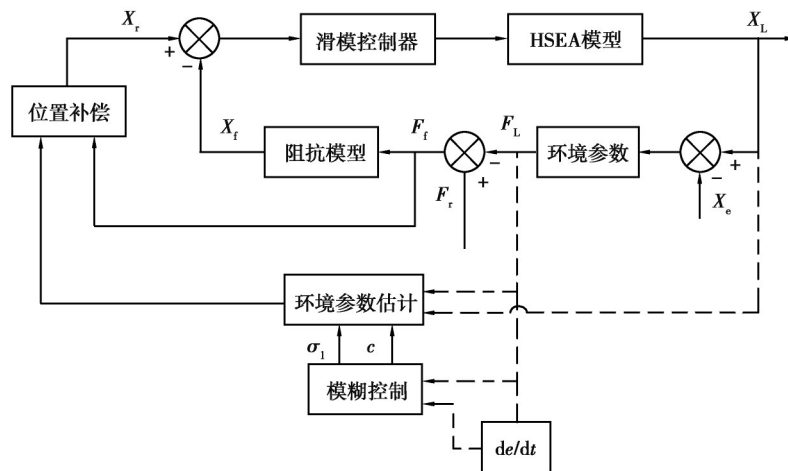 X_r
X_L
+
−
滑模控制器
HSEA模型
位置补偿
X_f
阻抗模型
F_f
F_L
−
+
F_r
环境参数
+
−
X_e
环境参数估计
σ_1
c
模糊控制
de/dt